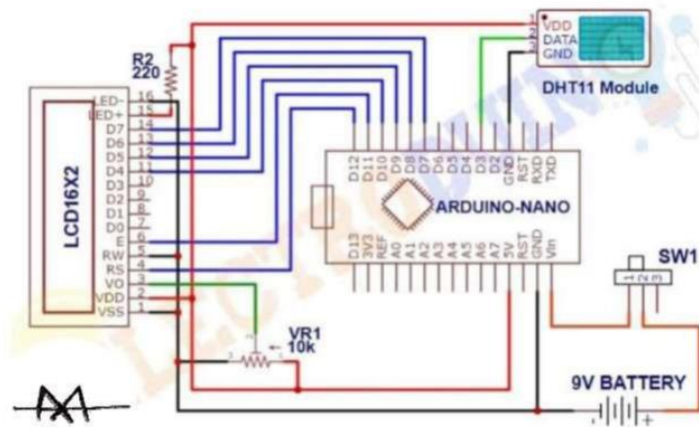 R2
220
LCD16X2
LED- 16
LED+ 15
D7 14
D6 13
D5 12
D4 11
D3 10
D2 9
D1 8
D0 7
E 6
RW 5
RS 4
VO 3
VDD 2
VSS 1
1 VDD
2 DATA
3 GND
DHT11 Module
D12 D11 D10 D9 D8 D7 D6 D5 D4 D3 D2 GND RST RXD TXD
ARDUINO-NANO
D13 3V3 REF A0 A1 A2 A3 A4 A5 A6 A7 5V RST GND Vin
SW1
1 2 3
VR1
10k
9V BATTERY
- +
LECTRODUINO